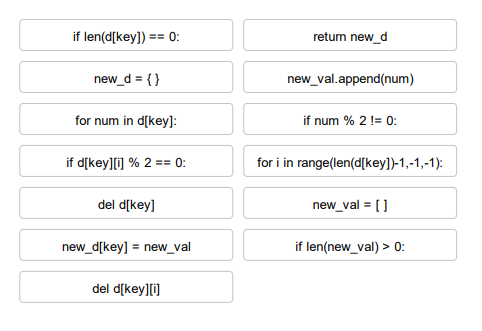 if len(d[key]) == 0:
return new_d
new_d = { }
new_val.append(num)
for num in d[key]:
if num % 2 != 0:
if d[key][i] % 2 == 0:
for i in range(len(d[key])-1,-1,-1):
del d[key]
new_val = [ ]
new_d[key] = new_val
if len(new_val) > 0:
del d[key][i]